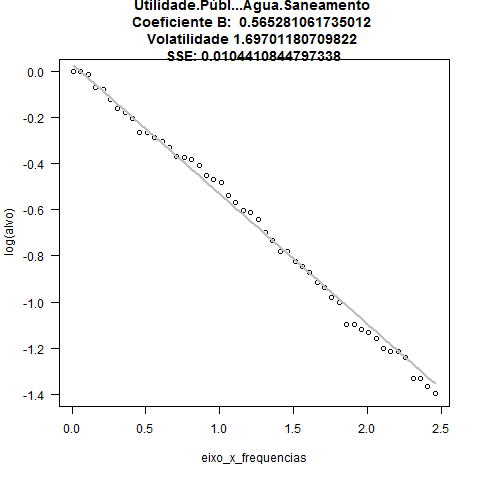 Utilidade.Públ...Água.Saneamento
Coeficiente B:  0.565281061735012
Volatilidade 1.69701180709822
SSE: 0.0104410844797338
0.0
-0.2
-0.4
-0.6
-0.8
-1.0
-1.2
-1.4
log(alvo)
0.0 0.5 1.0 1.5 2.0 2.5
eixo_x_frequencias